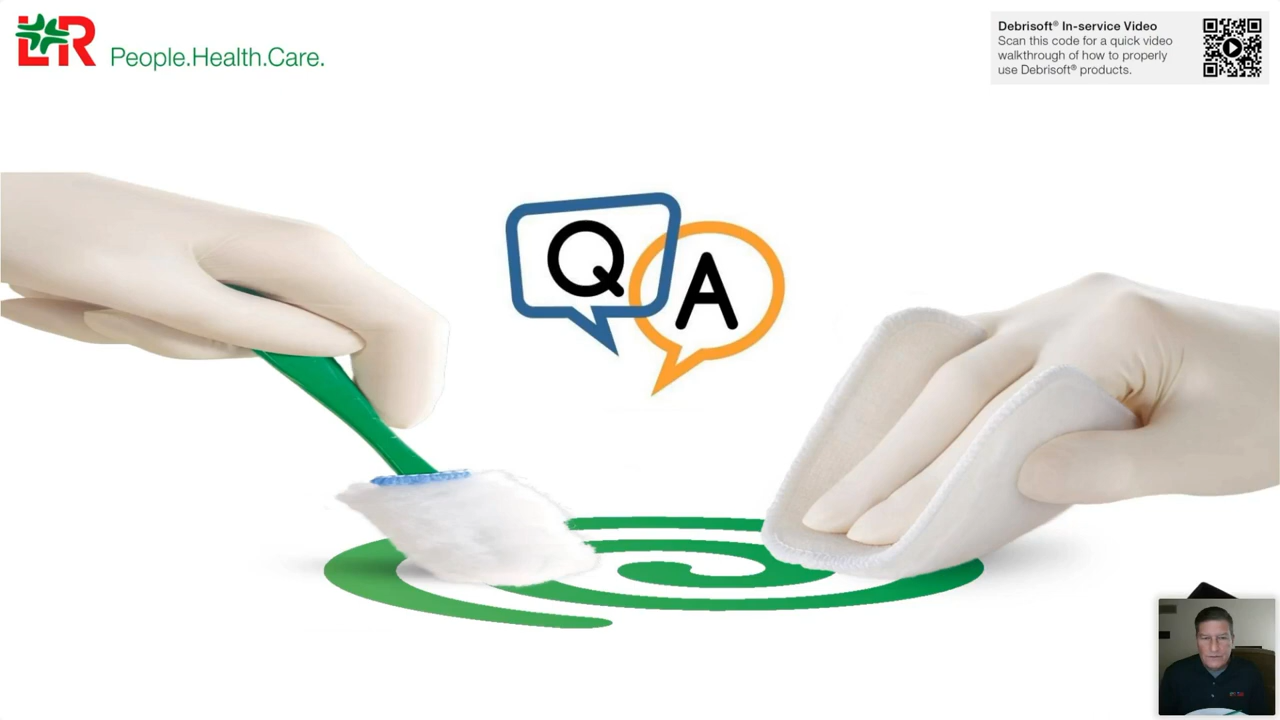 L&R People.Health.Care.
Debrisoft® In-service Video
Scan this code for a quick video
walkthrough of how to properly
use Debrisoft® products.
Q A